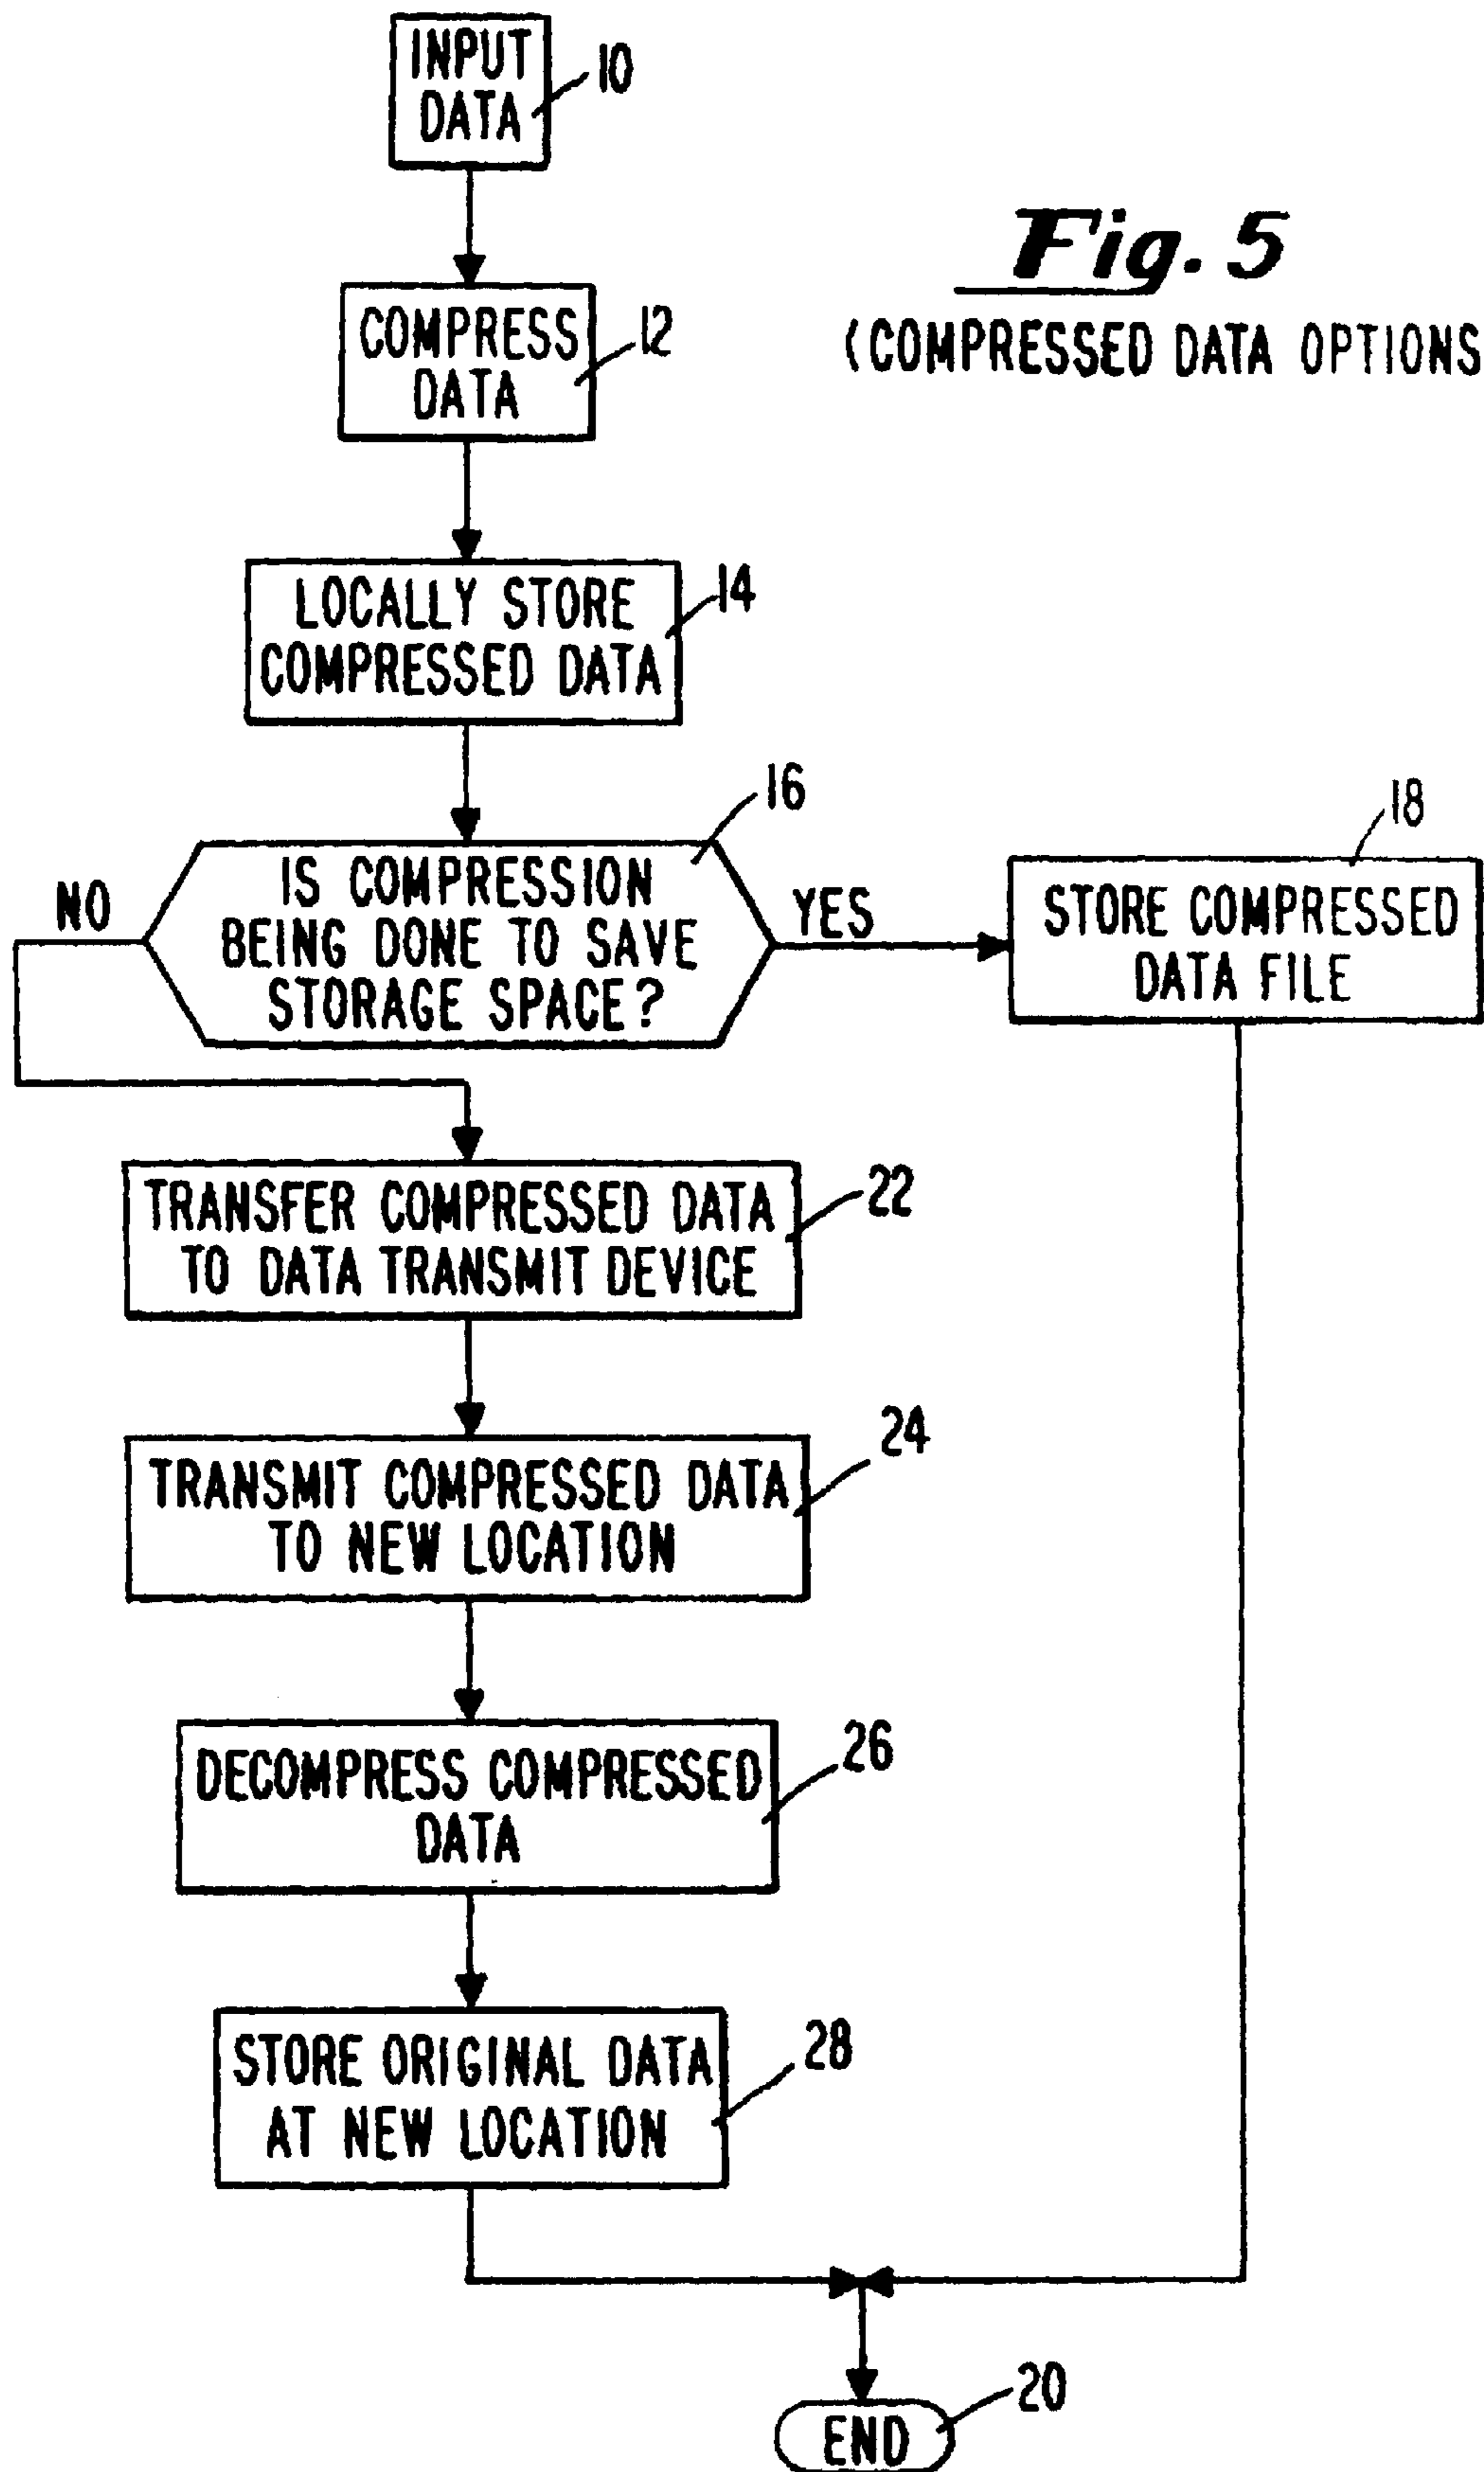 INPUT
DATA
10
Fig. 5
(COMPRESSED DATA OPTIONS
COMPRESS
DATA
12
LOCALLY STORE
COMPRESSED DATA
14
IS COMPRESSION
BEING DONE TO SAVE
STORAGE SPACE?
16
NO
YES
STORE COMPRESSED
DATA FILE
18
TRANSFER COMPRESSED DATA
TO DATA TRANSMIT DEVICE
22
TRANSMIT COMPRESSED DATA
TO NEW LOCATION
24
DECOMPRESS COMPRESSED
DATA
26
STORE ORIGINAL DATA
AT NEW LOCATION
28
END
20